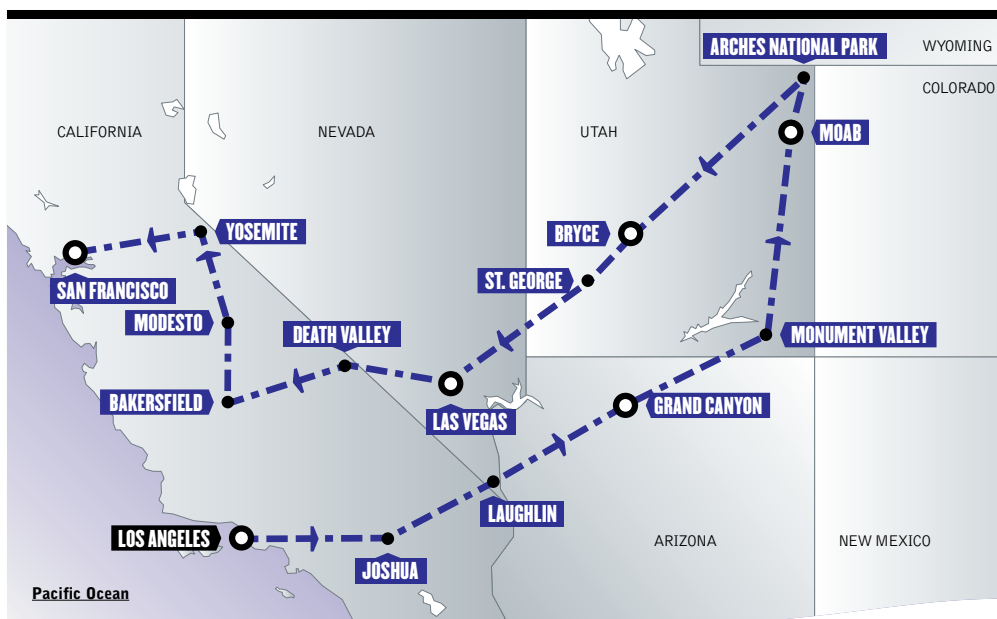 ARCHES NATIONAL PARK
WYOMING
COLORADO
CALIFORNIA
NEVADA
UTAH
MOAB
YOSEMITE
BRYCE
ST. GEORGE
SAN FRANCISCO
MODESTO
DEATH VALLEY
MONUMENT VALLEY
BAKERSFIELD
LAS VEGAS
GRAND CANYON
LAUGHLIN
LOS ANGELES
ARIZONA
NEW MEXICO
JOSHUA
Pacific Ocean